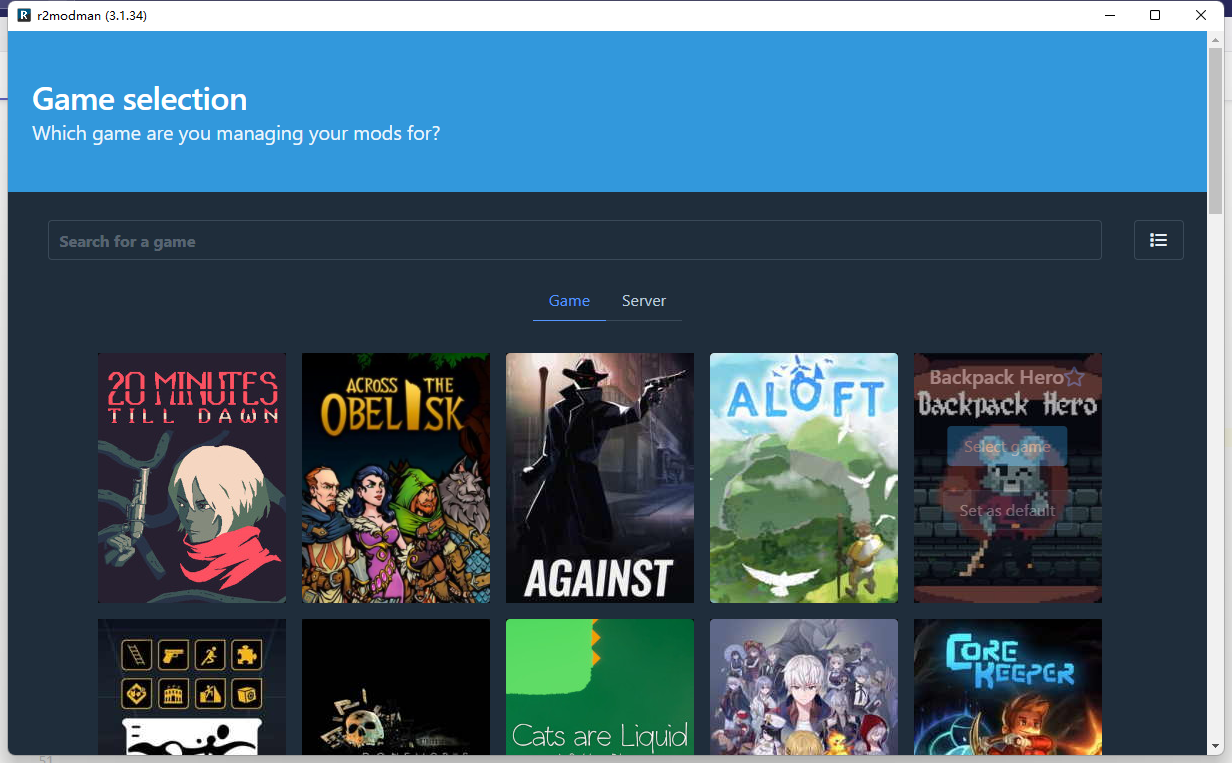 r2modman (3.1.34)
Game selection
Which game are you managing your mods for?
Search for a game
Game
Server
20 MINUTES
TILL DAWN
ACROSS THE
OBELISK
AGAINST
ALOFT
Backpack Hero
Backpack Hero
Select game
Set as default
Cats are Liquid
CORE
KEEPER
51